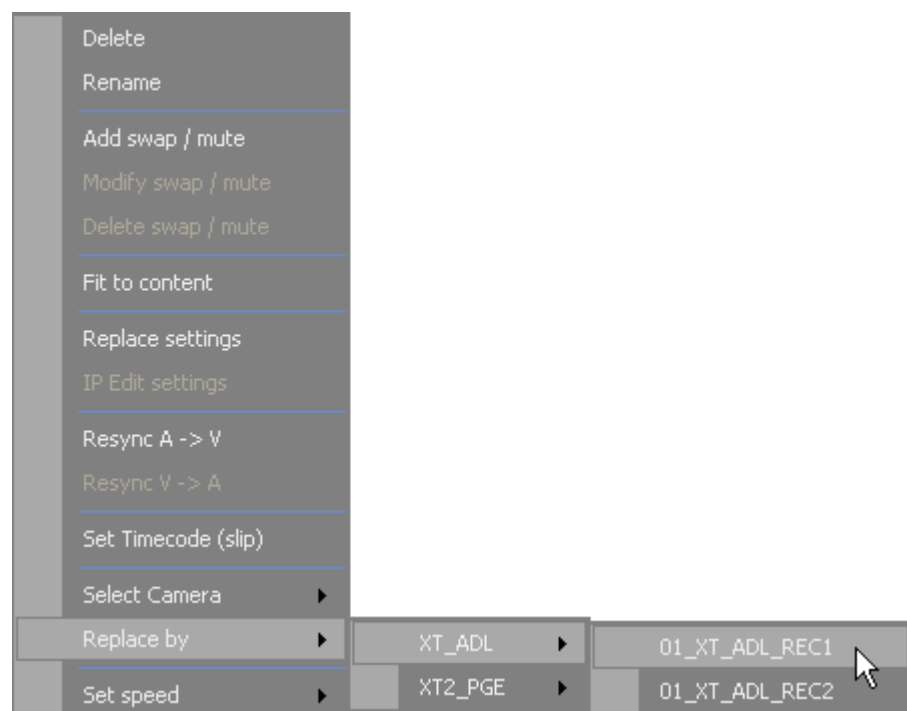 Delete
Rename
Add swap / mute
Modify swap / mute
Delete swap / mute
Fit to content
Replace settings
IP Edit settings
Resync A -> V
Resync V -> A
Set Timecode (slip)
Select Camera
Replace by
XT_ADL
01_XT_ADL_REC1
Set speed
XT2_PGE
01_XT_ADL_REC2